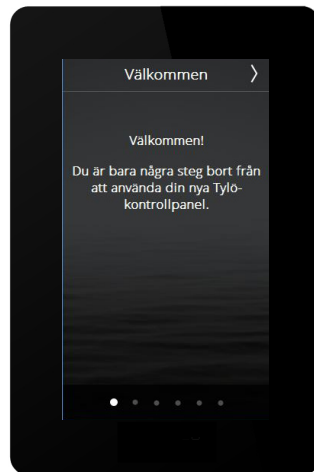 Välkommen
Välkommen!
Du är bara några steg bort från
att använda din nya Tylö-
kontrollpanel.